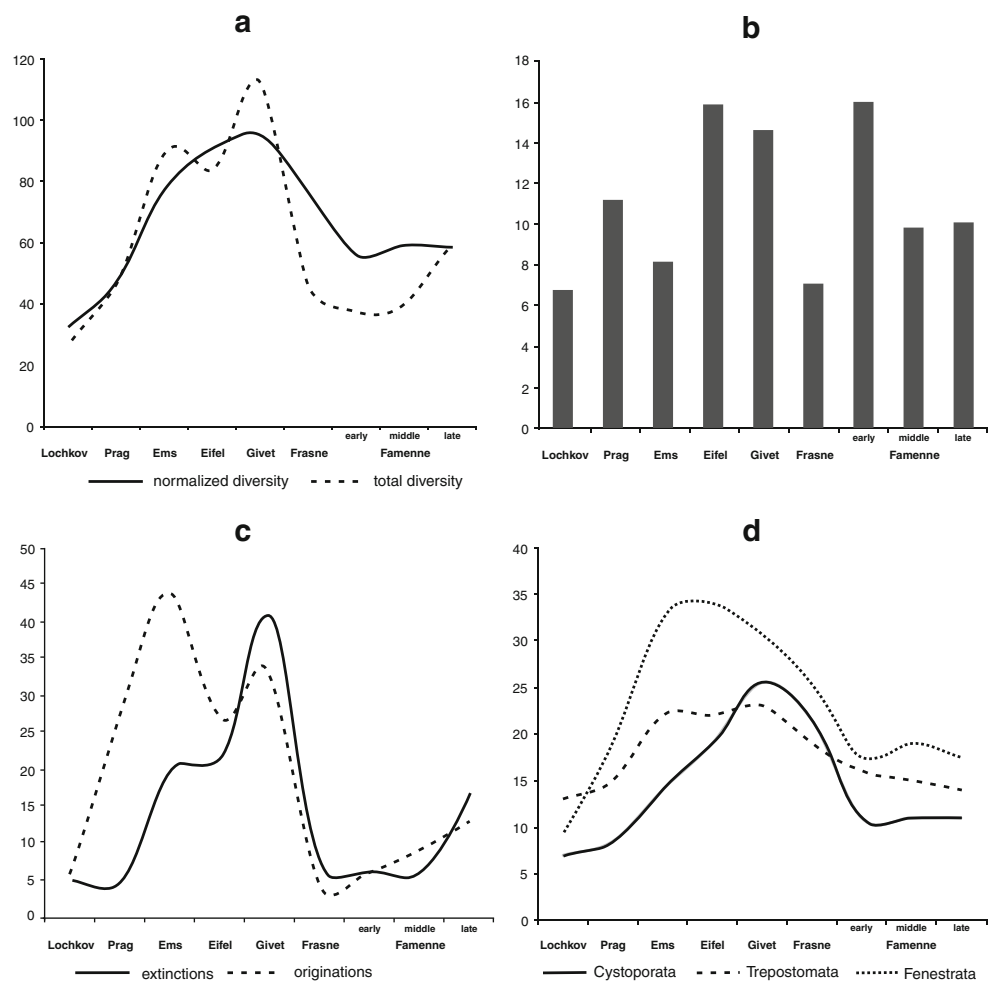 a
120
100
80
60
40
20
0
early middle late
Lochkov Prag Ems Eifel Givet Frasne Famenne
normalized diversity total diversity
b
18
16
14
12
10
8
6
4
2
0
early middle late
Lochkov Prag Ems Eifel Givet Frasne Famenne
c
50
45
40
35
30
25
20
15
10
5
0
early middle late
Lochkov Prag Ems Eifel Givet Frasne Famenne
extinctions originations
d
40
35
30
25
20
15
10
5
0
early middle late
Lochkov Prag Ems Eifel Givet Frasne Famenne
Cystoporata Trepostomata Fenestrata